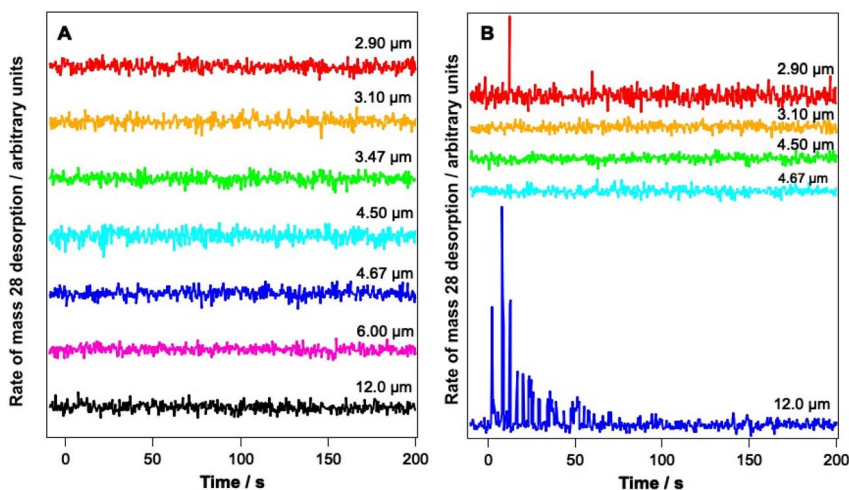 A
Rate of mass 28 desorption / arbitrary units
2.90 µm
3.10 µm
3.47 µm
4.50 µm
4.67 µm
6.00 µm
12.0 µm
0 50 100 150 200
Time / s
B
Rate of mass 28 desorption / arbitrary units
2.90 µm
3.10 µm
4.50 µm
4.67 µm
12.0 µm
0 50 100 150 200
Time / s